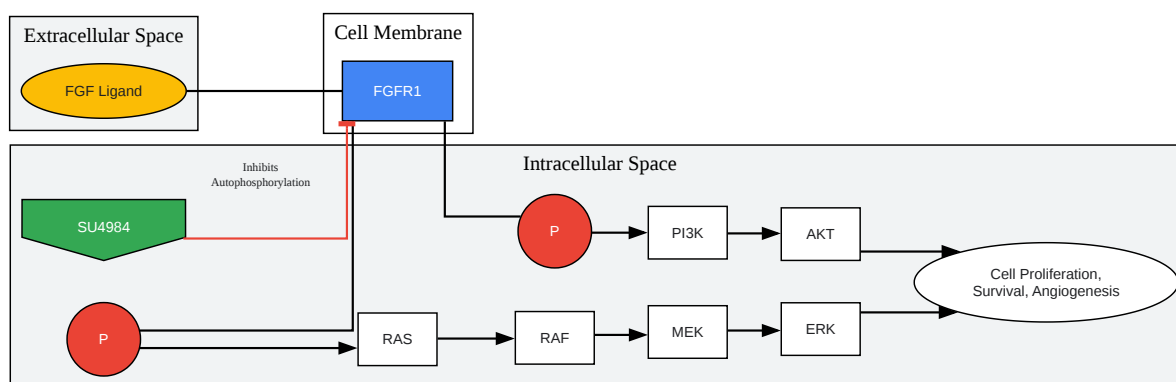 Extracellular Space
Cell Membrane
FGF Ligand
FGFR1
Intracellular Space
Inhibits
Autophosphorylation
SU4984
P
PI3K
AKT
Cell Proliferation,
Survival, Angiogenesis
P
RAS
RAF
MEK
ERK